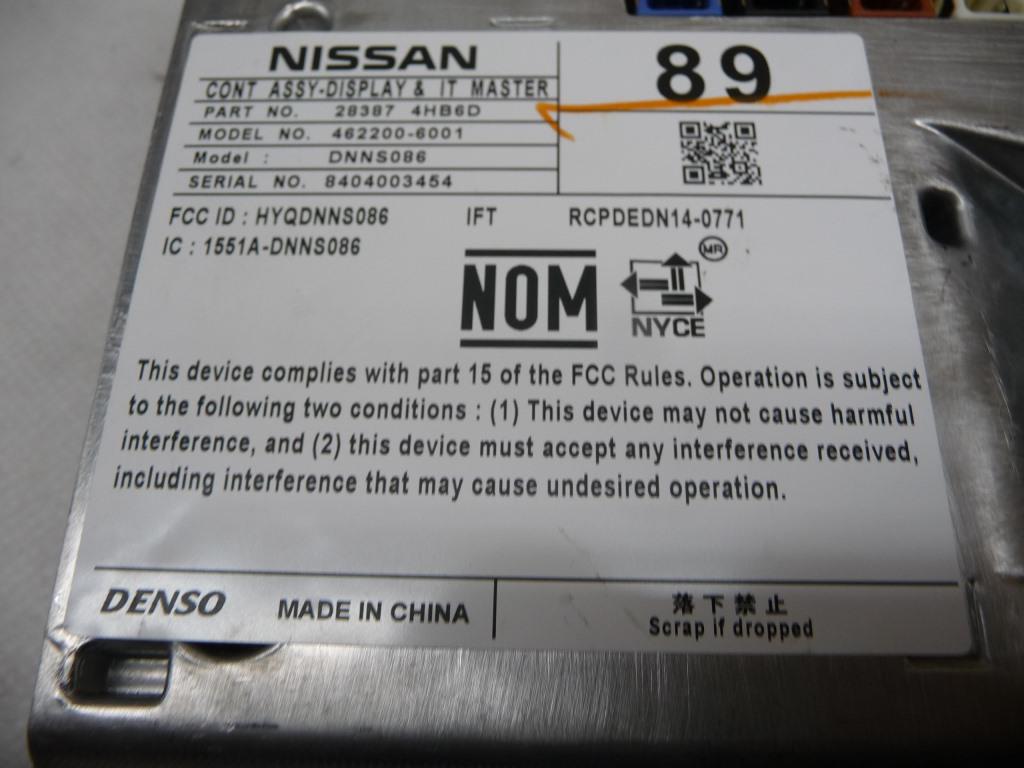 NISSAN
89
CONT ASSY-DISPLAY & IT MASTER
PART NO. 28387 4HB6D
MODEL NO. 462200-6001
Model : DNNS086
SERIAL NO. 8404003454
FCC ID : HYQDNNS086 IFT RCPDEDN14-0771
IC : 1551A-DNNS086
MR
NOM
NYCE
This device complies with part 15 of the FCC Rules. Operation is subject
to the following two conditions : (1) This device may not cause harmful
interference, and (2) this device must accept any interference received,
including interference that may cause undesired operation.
DENSO MADE IN CHINA
落下禁止
Scrap if dropped